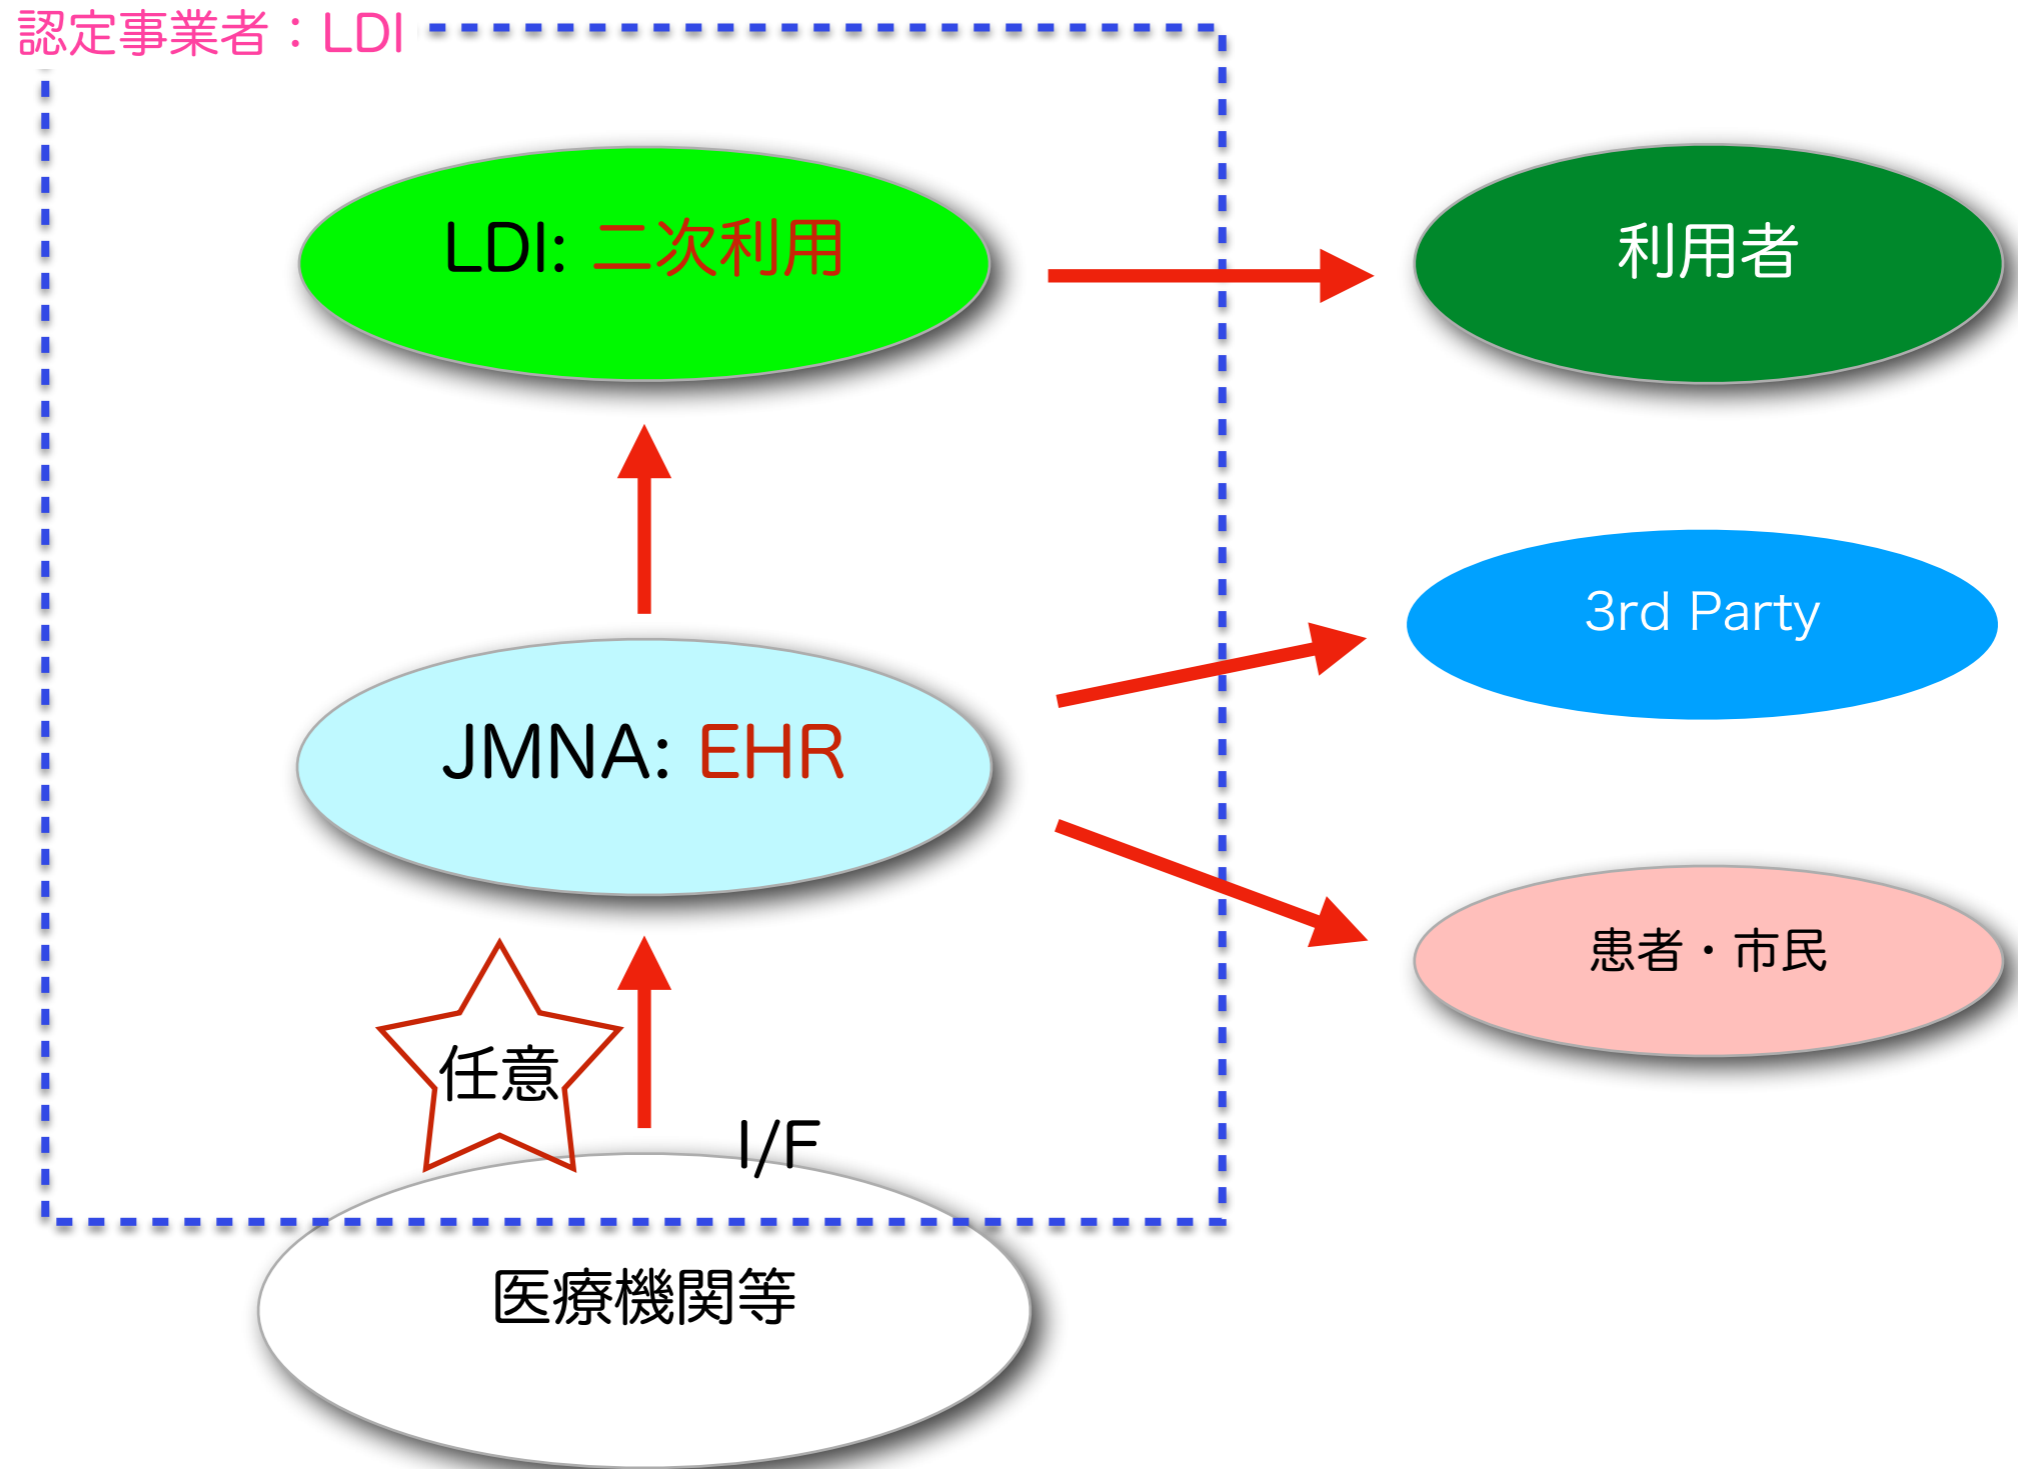 認定事業者：LDI
LDI: 二次利用
利用者
3rd Party
JMNA: EHR
患者・市民
任意
I/F
医療機関等